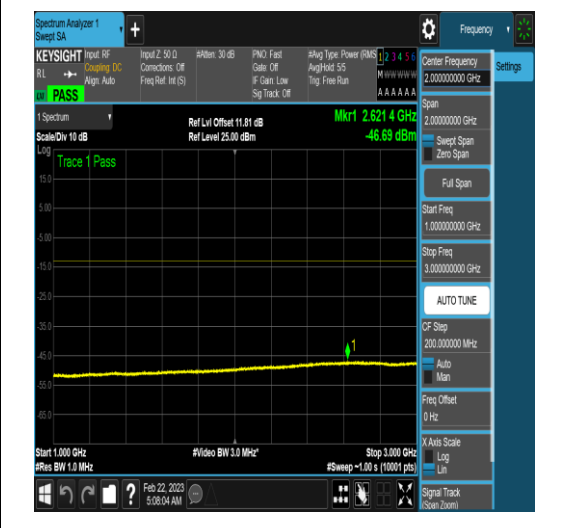 Spectrum Analyzer 1
Swept SA
Frequency
KEYSIGHT
RL
Input: RF
Coupling: DC
Align: Auto
Input Z: 50 Ω
Corrections: Off
Freq Ref: Int (S)
#Atten: 30 dB
PNO: Fast
Gate: Off
IF Gain: Low
Sig Track: Off
#Avg Type: Power (RMS
Avg|Hold: 5/5
Trig: Free Run
1 2 3 4 5 6
M W W W W W
A A A A A A
PASS
1 Spectrum
Scale/Div 10 dB
Ref Lvl Offset 11.81 dB
Ref Level 25.00 dBm
Mkr1 2.621 4 GHz
-46.69 dBm
Log
Trace 1 Pass
15.0
5.00
-5.00
-15.0
-25.0
-35.0
-45.0
-55.0
-65.0
1
Start 1.000 GHz
#Res BW 1.0 MHz
#Video BW 3.0 MHz*
Stop 3.000 GHz
#Sweep ~1.00 s (10001 pts)
?
Feb 22, 2023
5:08:04 AM
Center Frequency
2.000000000 GHz
Settings
Span
2.00000000 GHz
Swept Span
Zero Span
Full Span
Start Freq
1.000000000 GHz
Stop Freq
3.000000000 GHz
AUTO TUNE
CF Step
200.000000 MHz
Auto
Man
Freq Offset
0 Hz
X Axis Scale
Log
Lin
Signal Track
(Span Zoom)